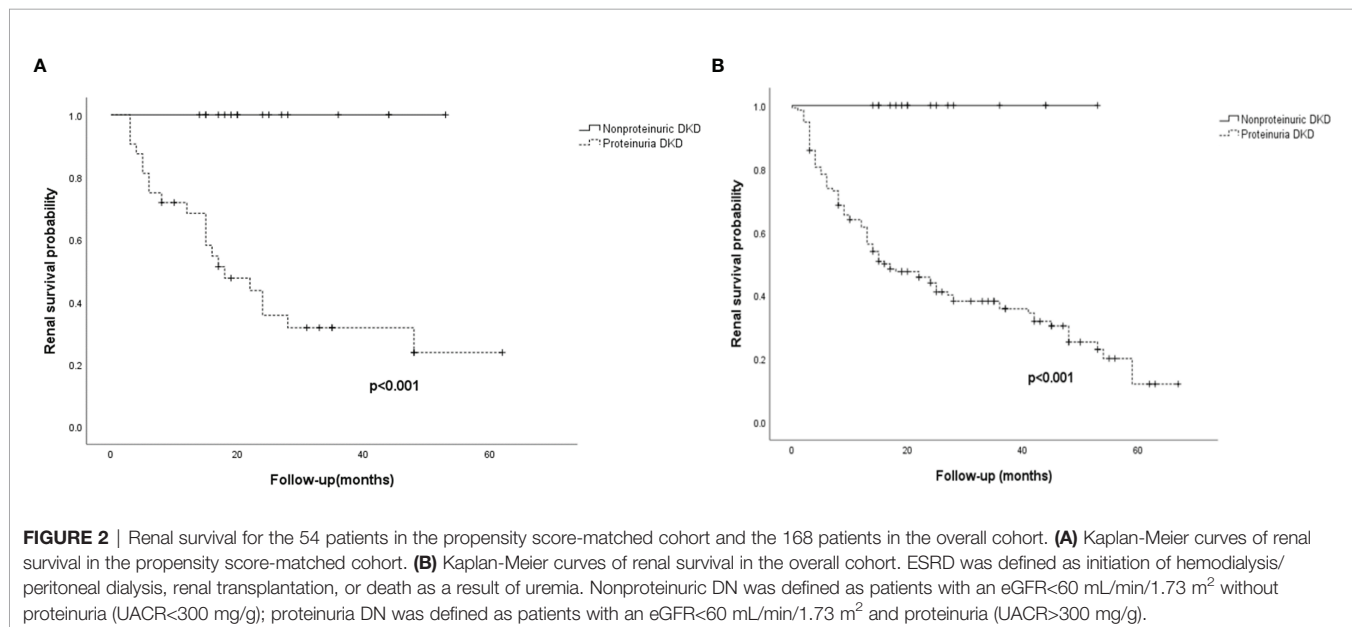 A
1.0
0.8
0.6
0.4
0.2
0.0
Renal survival probability
Nonproteinuric DKD
Proteinuria DKD
p<0.001
0 20 40 60
Follow-up(months)
B
1.0
0.8
0.6
0.4
0.2
0.0
Renal survival probability
Nonproteinuric DKD
Proteinuria DKD
p<0.001
0 20 40 60
Follow-up (months)
FIGURE 2 | Renal survival for the 54 patients in the propensity score-matched cohort and the 168 patients in the overall cohort. (A) Kaplan-Meier curves of renal
survival in the propensity score-matched cohort. (B) Kaplan-Meier curves of renal survival in the overall cohort. ESRD was defined as initiation of hemodialysis/
peritoneal dialysis, renal transplantation, or death as a result of uremia. Nonproteinuric DN was defined as patients with an eGFR<60 mL/min/1.73 m² without
proteinuria (UACR<300 mg/g); proteinuria DN was defined as patients with an eGFR<60 mL/min/1.73 m² and proteinuria (UACR>300 mg/g).